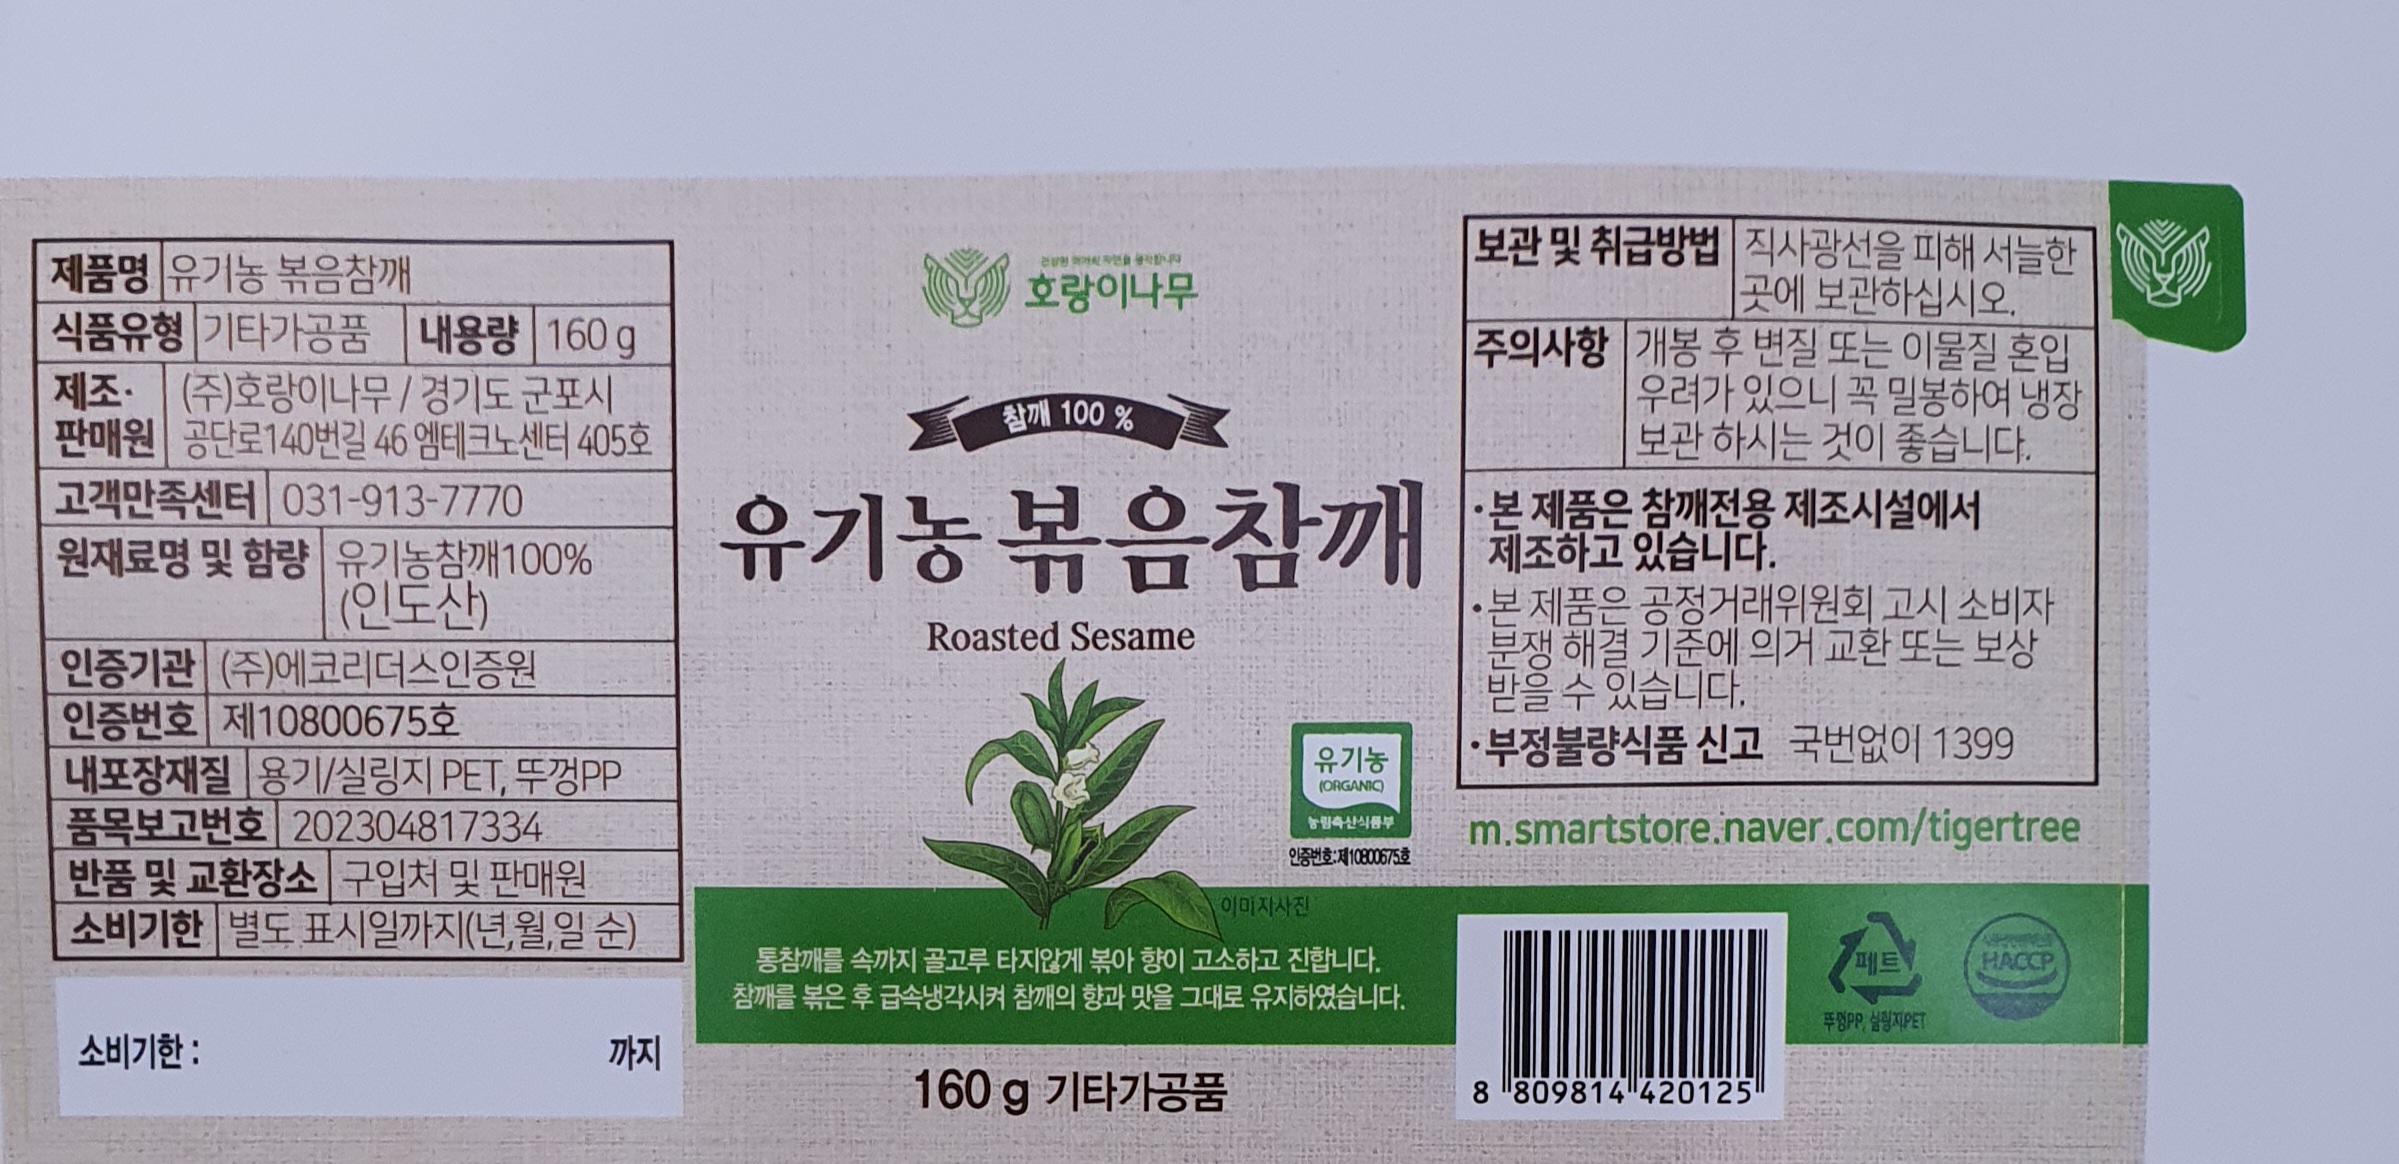 제품명 유기농 볶음참깨
식품유형 기타가공품 내용량 160 g
제조· (주)호랑이나무 / 경기도 군포시
판매원 공단로140번길 46 엠테크노센터 405호
고객만족센터 031-913-7770
원재료명 및 함량 유기농참깨100%
(인도산)
인증기관 (주)에코리더스인증원
인증번호 제10800675호
내포장재질 용기/실링지 PET, 뚜껑PP
품목보고번호 202304817334
반품 및 교환장소 구입처 및 판매원
소비기한 별도 표시일까지(년,월,일 순)
소비기한 : 까지
호랑이나무
참깨 100 %
유기농 볶음참깨
Roasted Sesame
유기농
(ORGANIC)
농림축산식품부
인증번호:제10800675호
이미지사진
통참깨를 속까지 골고루 타지않게 볶아 향이 고소하고 진합니다.
참깨를 볶은 후 급속냉각시켜 참깨의 향과 맛을 그대로 유지하였습니다.
160 g 기타가공품
보관 및 취급방법 직사광선을 피해 서늘한
곳에 보관하십시오.
주의사항 개봉 후 변질 또는 이물질 혼입
우려가 있으니 꼭 밀봉하여 냉장
보관 하시는 것이 좋습니다.
·본 제품은 참깨전용 제조시설에서
제조하고 있습니다.
·본 제품은 공정거래위원회 고시 소비자
분쟁 해결 기준에 의거 교환 또는 보상
받을 수 있습니다.
·부정불량식품 신고 국번없이 1399
m.smartstore.naver.com/tigertree
8 809814 420125
페트
뚜껑PP, 실링지PET
HACCP